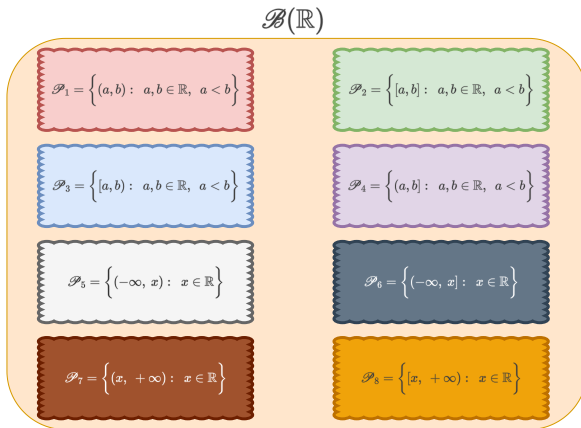 ℬ(ℝ)
𝒫₁ = {(a, b) : a, b ∈ ℝ, a < b}
𝒫₂ = {[a, b] : a, b ∈ ℝ, a < b}
𝒫₃ = {[a, b) : a, b ∈ ℝ, a < b}
𝒫₄ = {(a, b] : a, b ∈ ℝ, a < b}
𝒫₅ = {(−∞, x) : x ∈ ℝ}
𝒫₆ = {(−∞, x] : x ∈ ℝ}
𝒫₇ = {(x, +∞) : x ∈ ℝ}
𝒫₈ = {[x, +∞) : x ∈ ℝ}